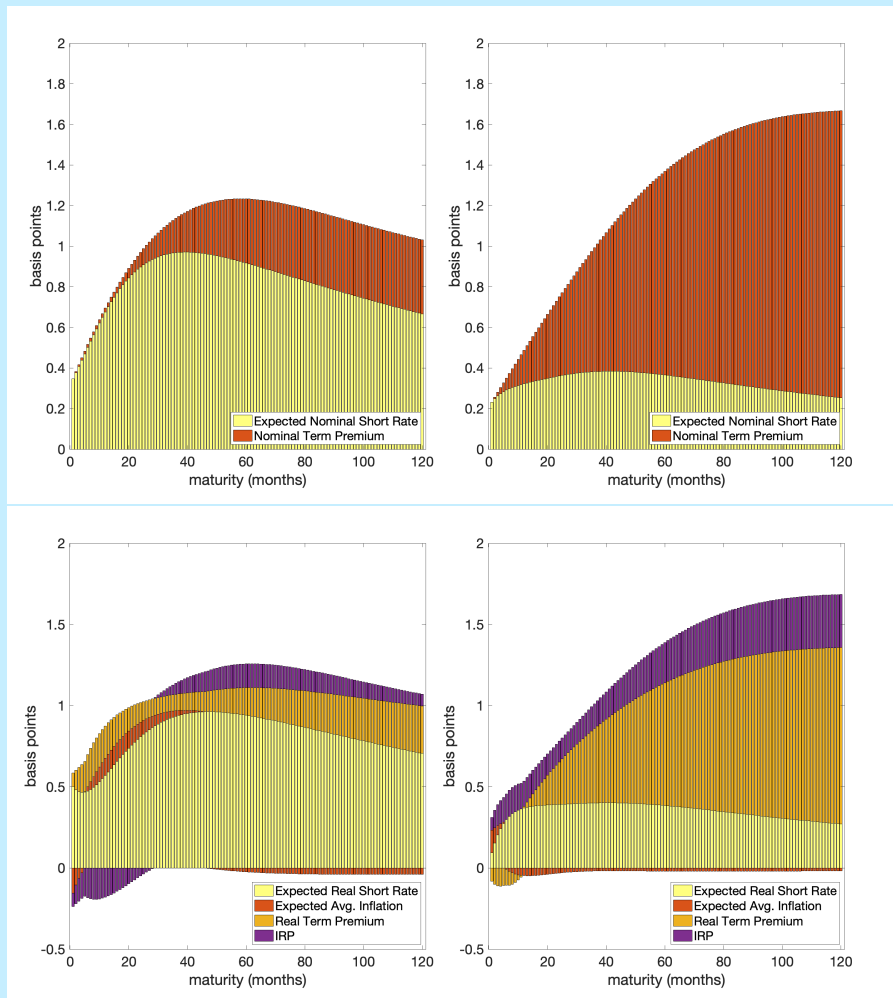 2
1.8
1.6
1.4
1.2
1
0.8
0.6
0.4
0.2
0
basis points
Expected Nominal Short Rate
Nominal Term Premium
0 20 40 60 80 100 120
maturity (months)
2
1.8
1.6
1.4
1.2
1
0.8
0.6
0.4
0.2
0
basis points
Expected Nominal Short Rate
Nominal Term Premium
0 20 40 60 80 100 120
maturity (months)
2
1.5
1
0.5
0
-0.5
basis points
Expected Real Short Rate
Expected Avg. Inflation
Real Term Premium
IRP
0 20 40 60 80 100 120
maturity (months)
2
1.5
1
0.5
0
-0.5
basis points
Expected Real Short Rate
Expected Avg. Inflation
Real Term Premium
IRP
0 20 40 60 80 100 120
maturity (months)